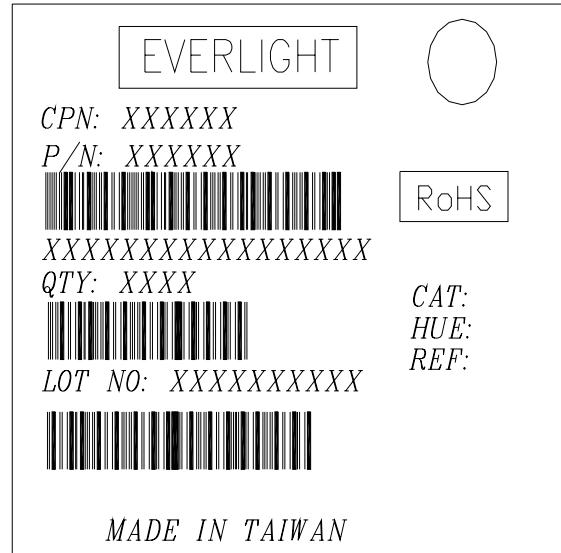 EVERLIGHT
CPN: XXXXXX
P/N: XXXXXX
RoHS
XXXXXXXXXXXXXXXXX
QTY: XXXX
CAT:
HUE:
REF:
LOT NO: XXXXXXXXXX
MADE IN TAIWAN